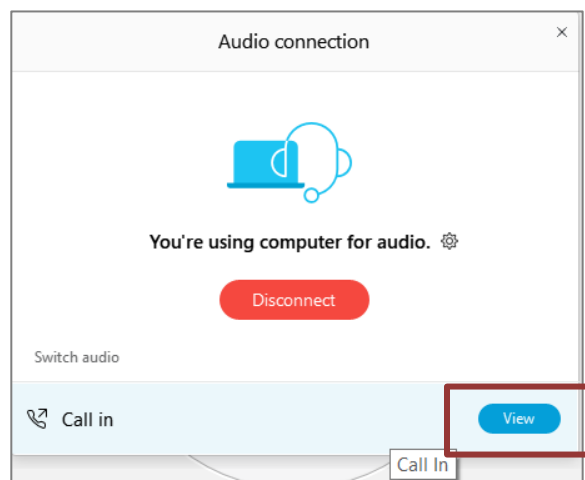 Audio connection
You're using computer for audio.
Disconnect
Switch audio
Call in
View
Call In